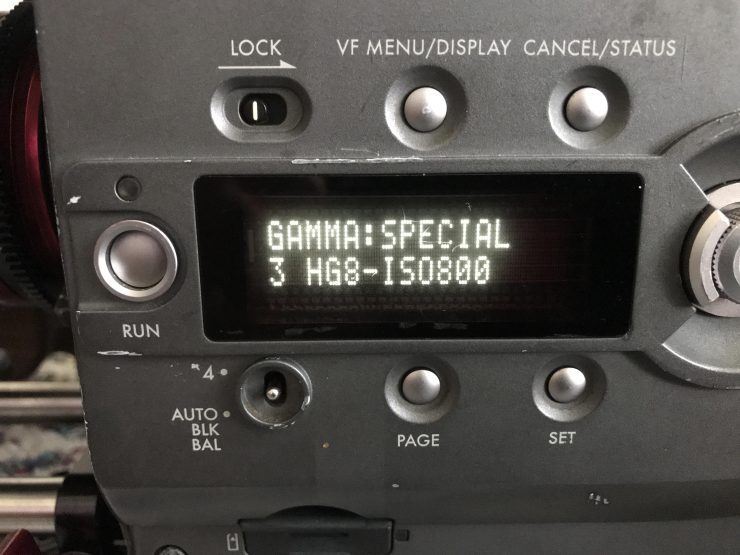 LOCK
VF MENU/DISPLAY
CANCEL/STATUS
GAMMA:SPECIAL
3 HG8-ISO800
RUN
4
AUTO
BLK
BAL
PAGE
SET